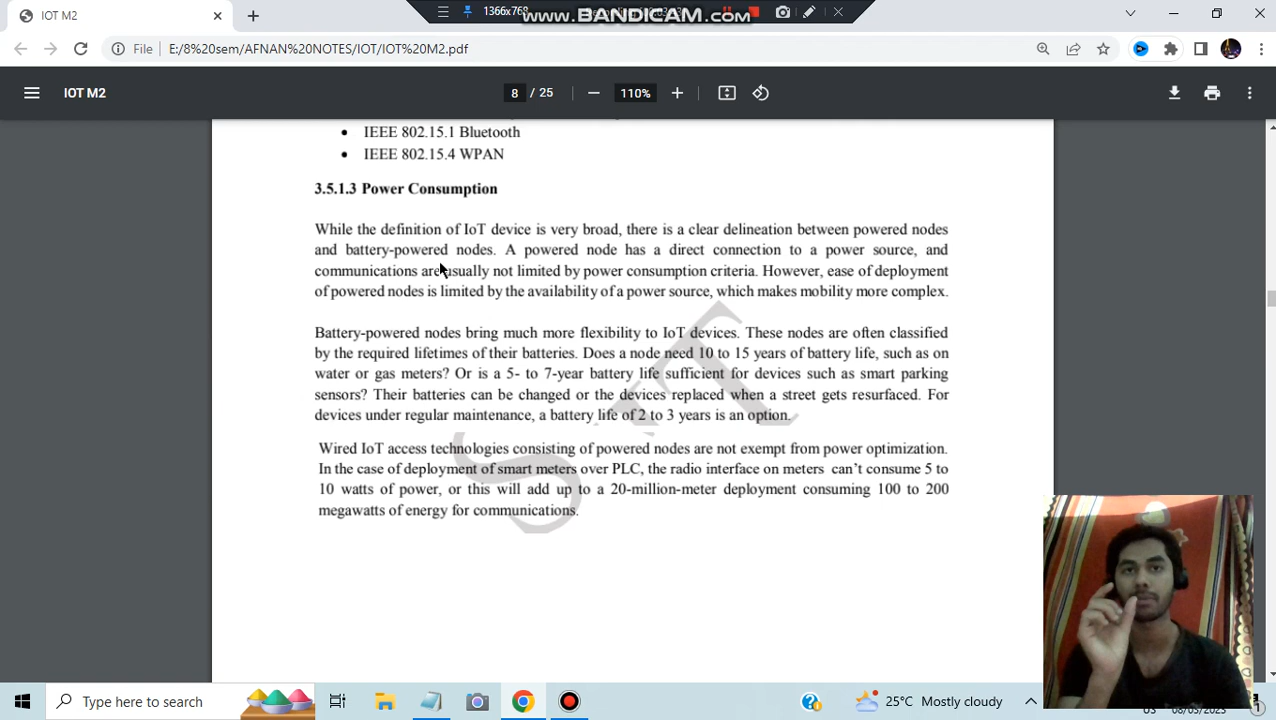 IOT M2
1366x768
www.BANDICAM.com
File
E:/8%20sem/AFNAN%20NOTES/IOT/IOT%20M2.pdf
IOT M2
8 / 25
110%
• IEEE 802.15.1 Bluetooth
• IEEE 802.15.4 WPAN
3.5.1.3 Power Consumption
While the definition of IoT device is very broad, there is a clear delineation between powered nodes
and battery-powered nodes. A powered node has a direct connection to a power source, and
communications are usually not limited by power consumption criteria. However, ease of deployment
of powered nodes is limited by the availability of a power source, which makes mobility more complex.
Battery-powered nodes bring much more flexibility to IoT devices. These nodes are often classified
by the required lifetimes of their batteries. Does a node need 10 to 15 years of battery life, such as on
water or gas meters? Or is a 5- to 7-year battery life sufficient for devices such as smart parking
sensors? Their batteries can be changed or the devices replaced when a street gets resurfaced. For
devices under regular maintenance, a battery life of 2 to 3 years is an option.
Wired IoT access technologies consisting of powered nodes are not exempt from power optimization.
In the case of deployment of smart meters over PLC, the radio interface on meters can’t consume 5 to
10 watts of power, or this will add up to a 20-million-meter deployment consuming 100 to 200
megawatts of energy for communications.
Type here to search
25°C Mostly cloudy